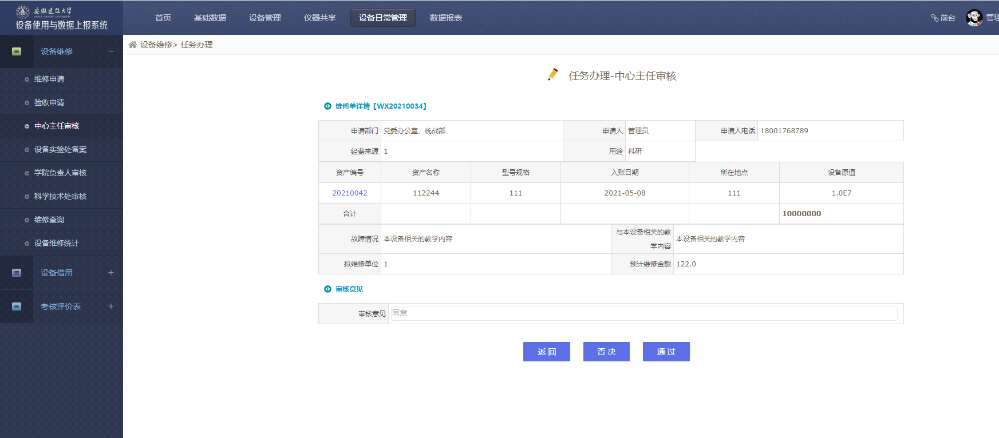 安徽建筑大学
ANHUI JIANZHU UNIVERSITY
设备使用与数据上报系统
首页 基础数据 设备管理 仪器共享 设备日常管理 数据报表
前台 管理
设备维修
维修申请
验收申请
中心主任审核
设备实验处备案
学院负责人审核
科学技术处审核
维修查询
设备维修统计
设备借用
考核评价表
设备维修> 任务办理
任务办理-中心主任审核
维修单详情【WX20210034】
申请部门 党委办公室、统战部 申请人 管理员 申请人电话 18001768789
经费来源 1 用途 科研
资产编号 资产名称 型号规格 入账日期 所在地点 设备原值
20210042 112244 111 2021-05-08 111 1.0E7
合计 10000000
故障情况 本设备相关的教学内容 与本设备相关的教
学内容 本设备相关的教学内容
拟维修单位 1 预计维修金额 122.0
审核意见
审核意见 同意
返回 否决 通过